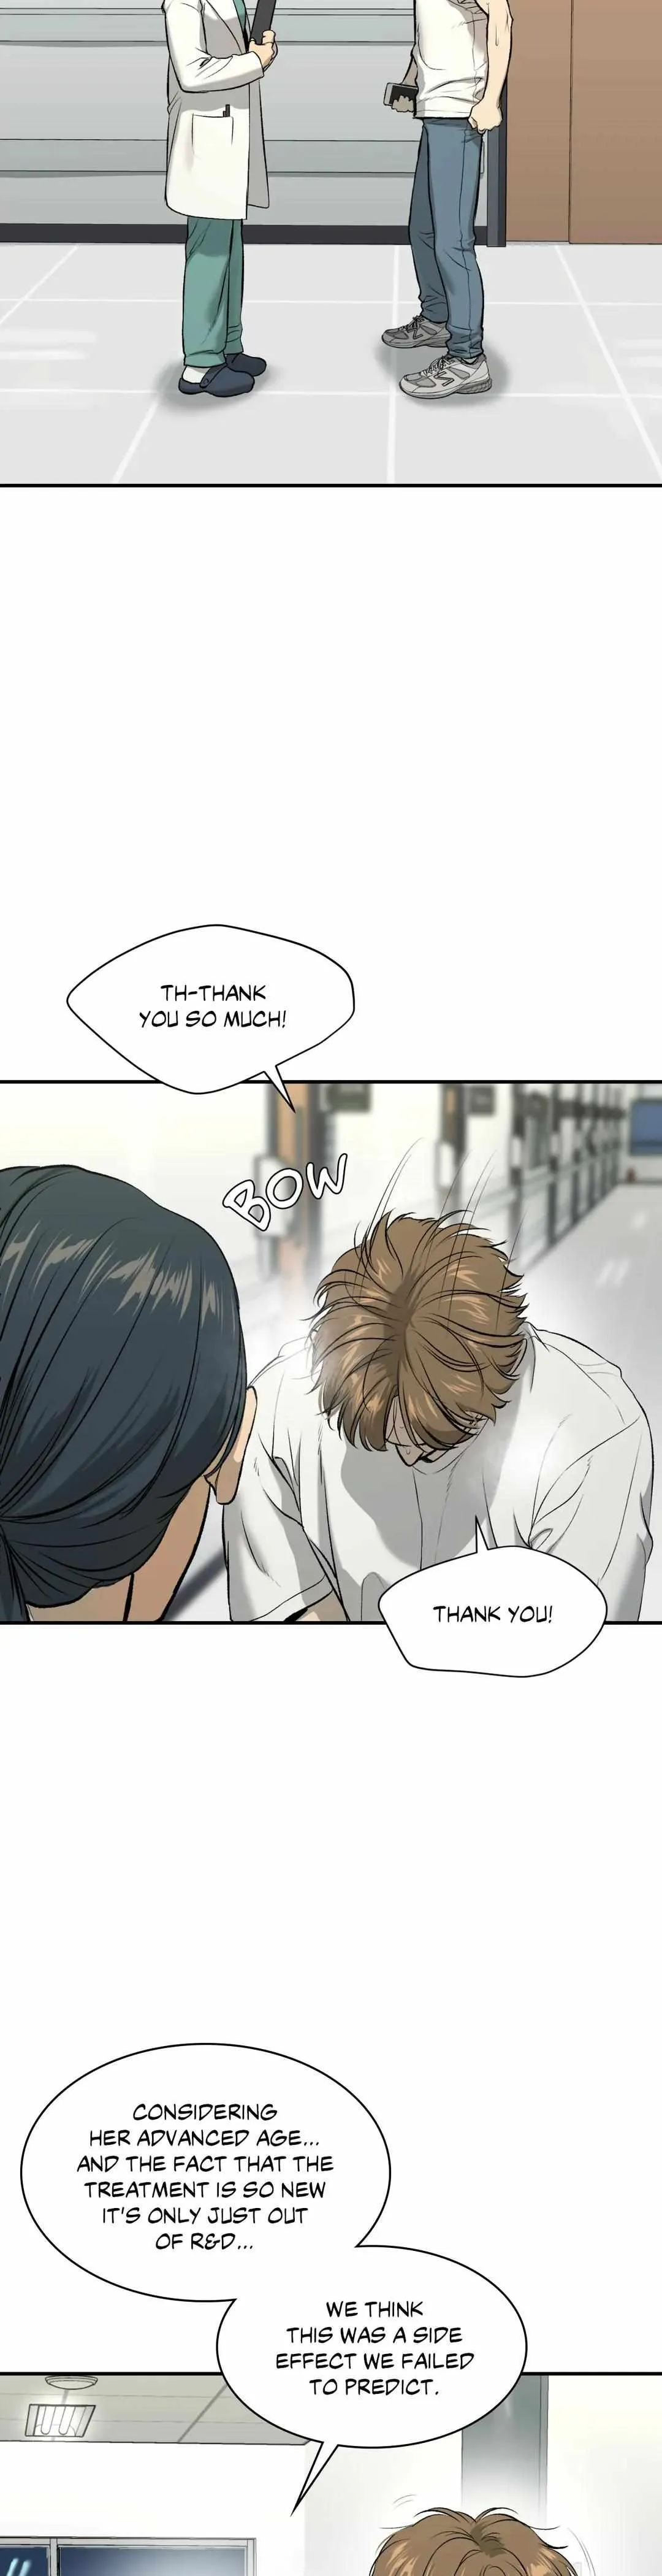 TH-THANK
YOU SO MUCH!
BOW
THANK YOU!
CONSIDERING
HER ADVANCED AGE...
AND THE FACT THAT THE
TREATMENT IS SO NEW
IT'S ONLY JUST OUT
OF R&D...
WE THINK
THIS WAS A SIDE
EFFECT WE FAILED
TO PREDICT.